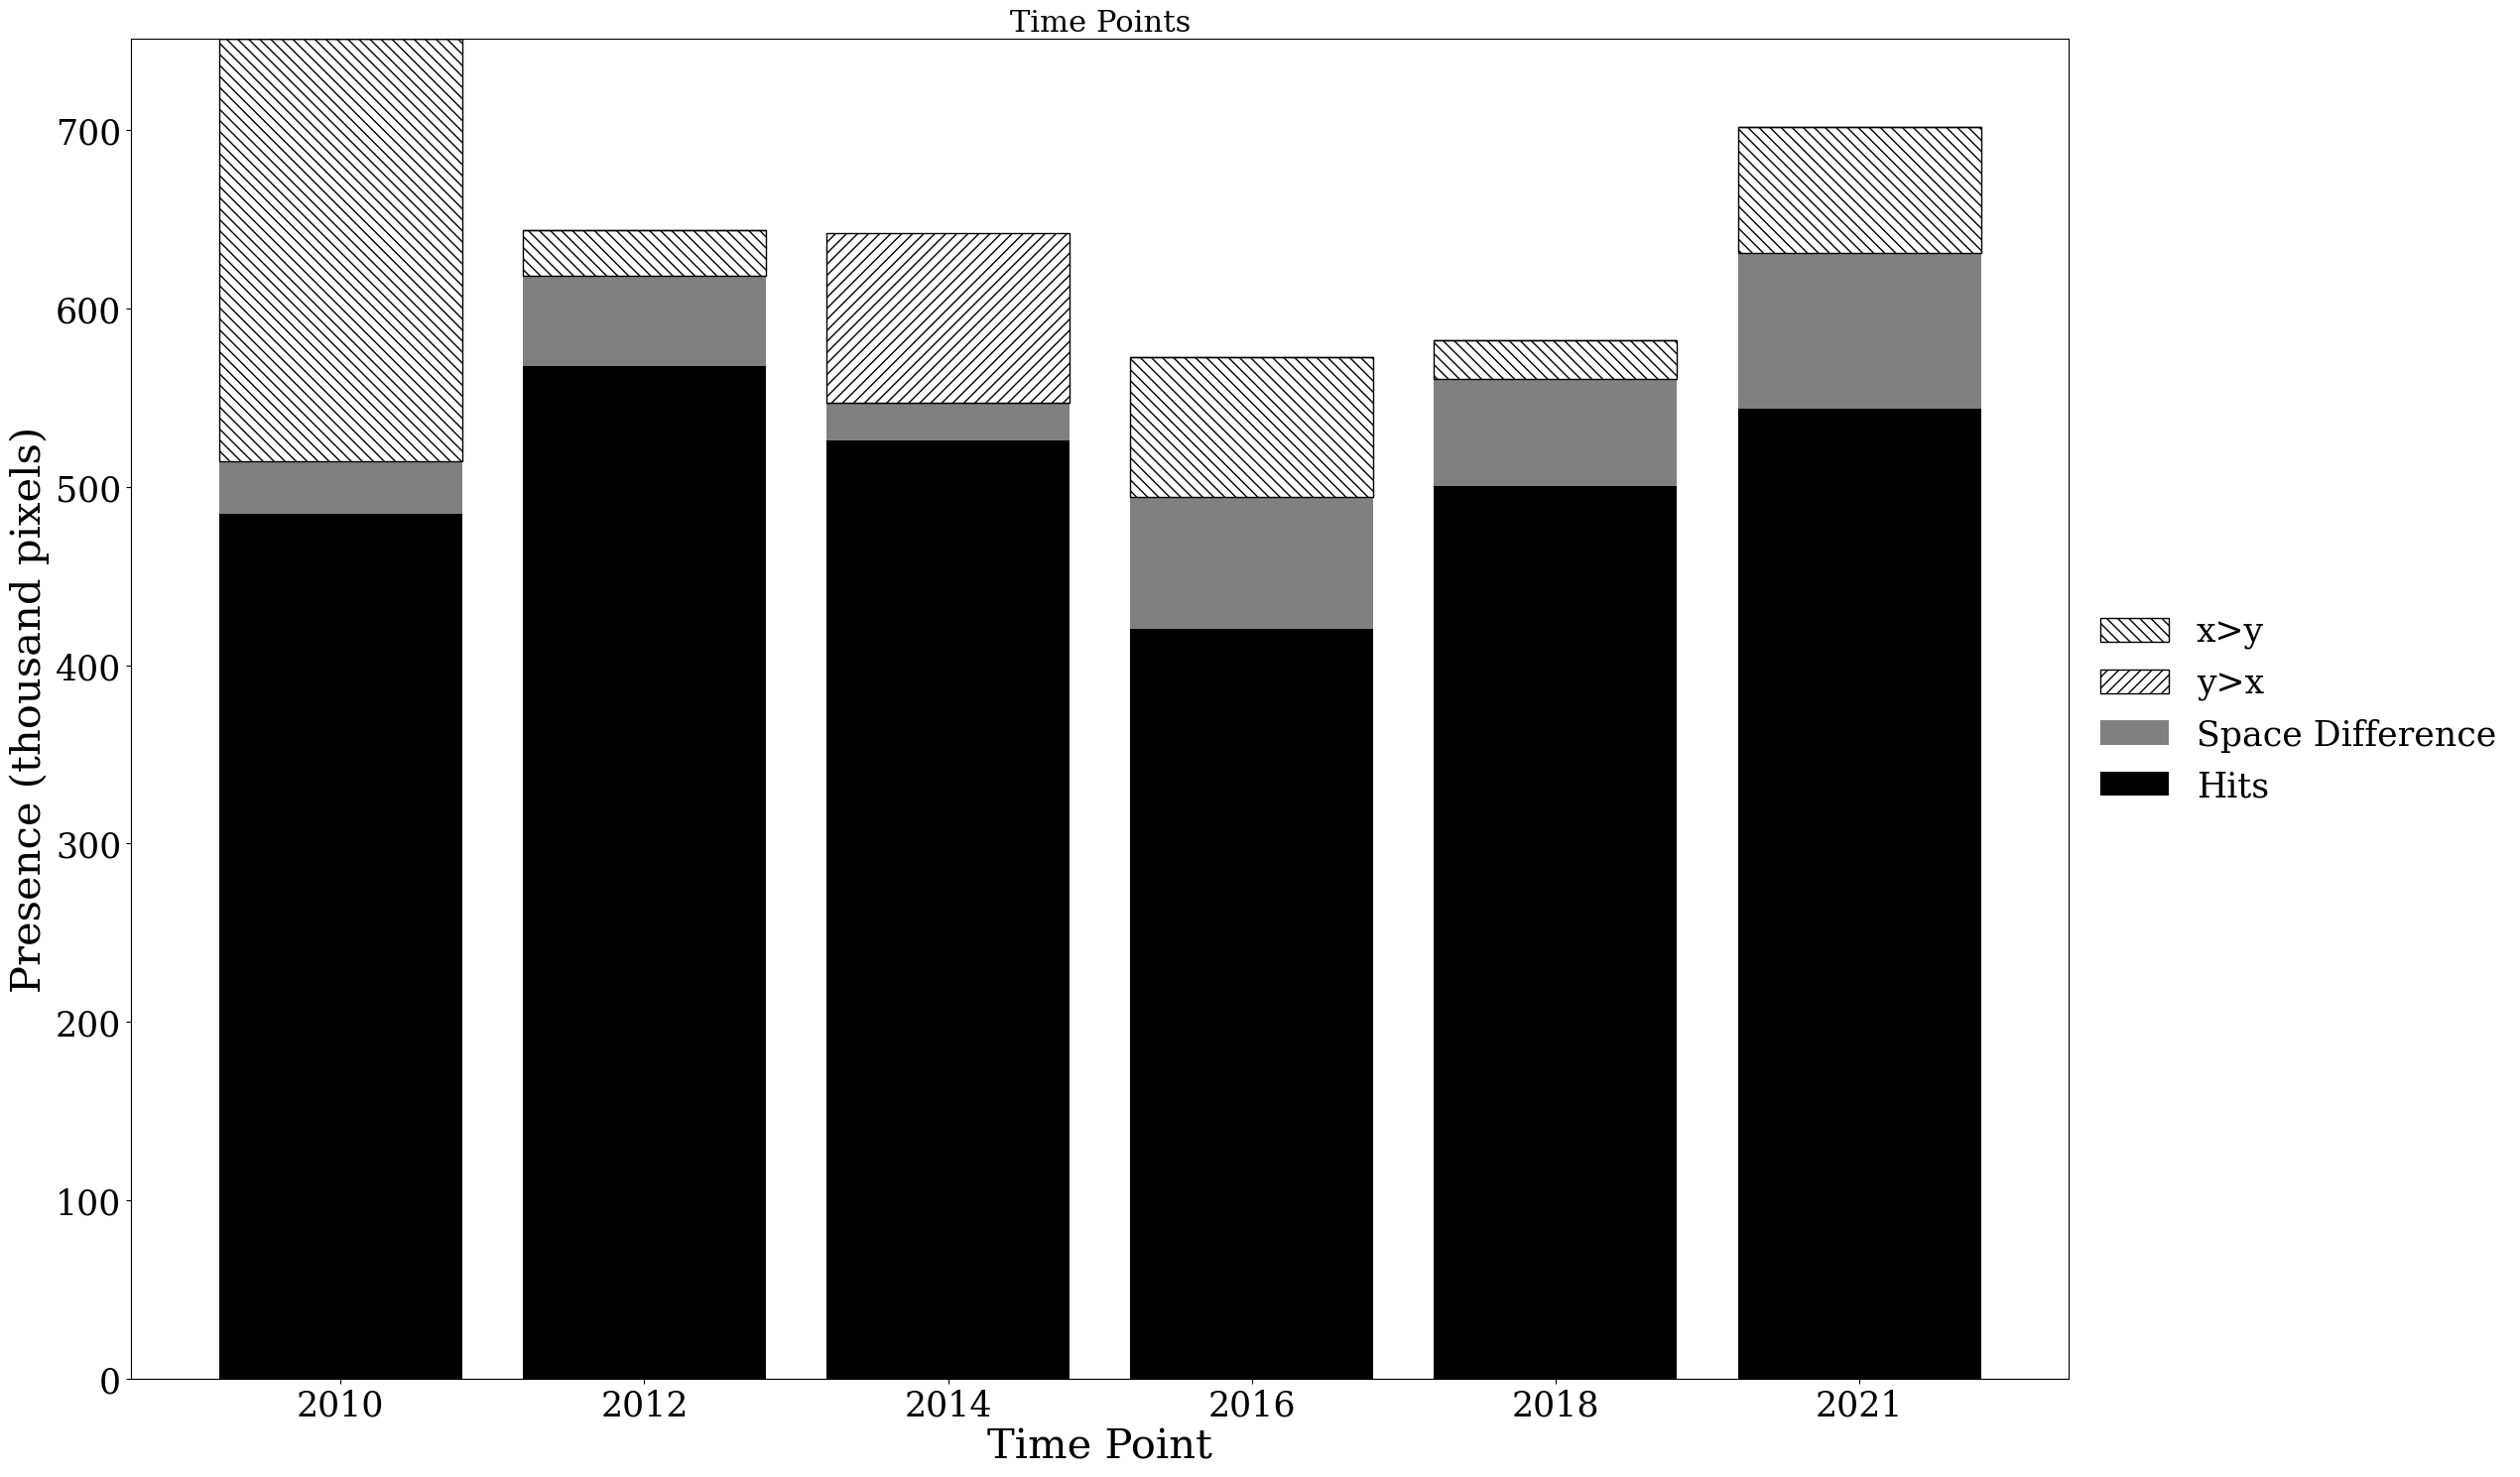 Time Points
Presence (thousand pixels)
700
600
500
400
300
200
100
0
2010 2012 2014 2016 2018 2021
Time Point
x>y
y>x
Space Difference
Hits